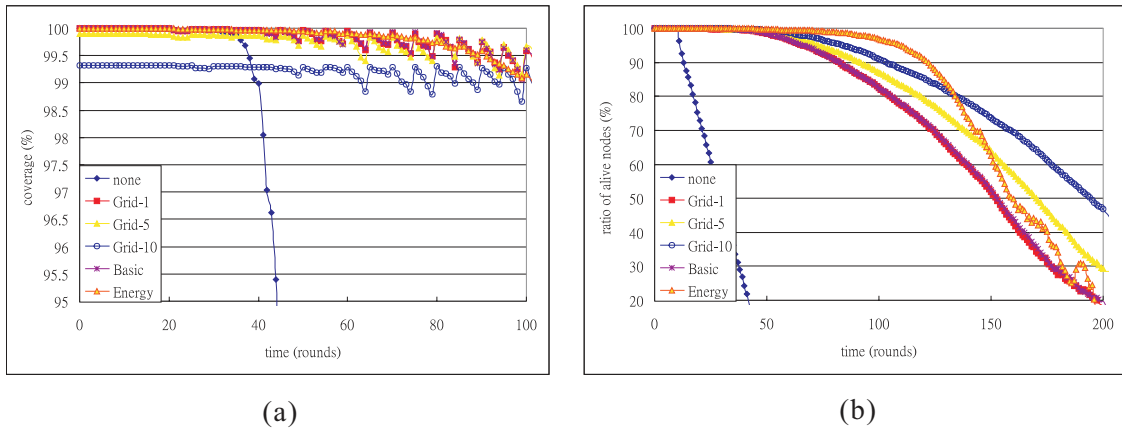 100
99.5
99
98.5
98
97.5
97
96.5
96
95.5
95
coverage (%)
none
Grid-1
Grid-5
Grid-10
Basic
Energy
0 20 40 60 80 100
time (rounds)
(a)
100
90
80
70
60
50
40
30
20
ratio of alive nodes (%)
none
Grid-1
Grid-5
Grid-10
Basic
Energy
0 50 100 150 200
time (rounds)
(b)